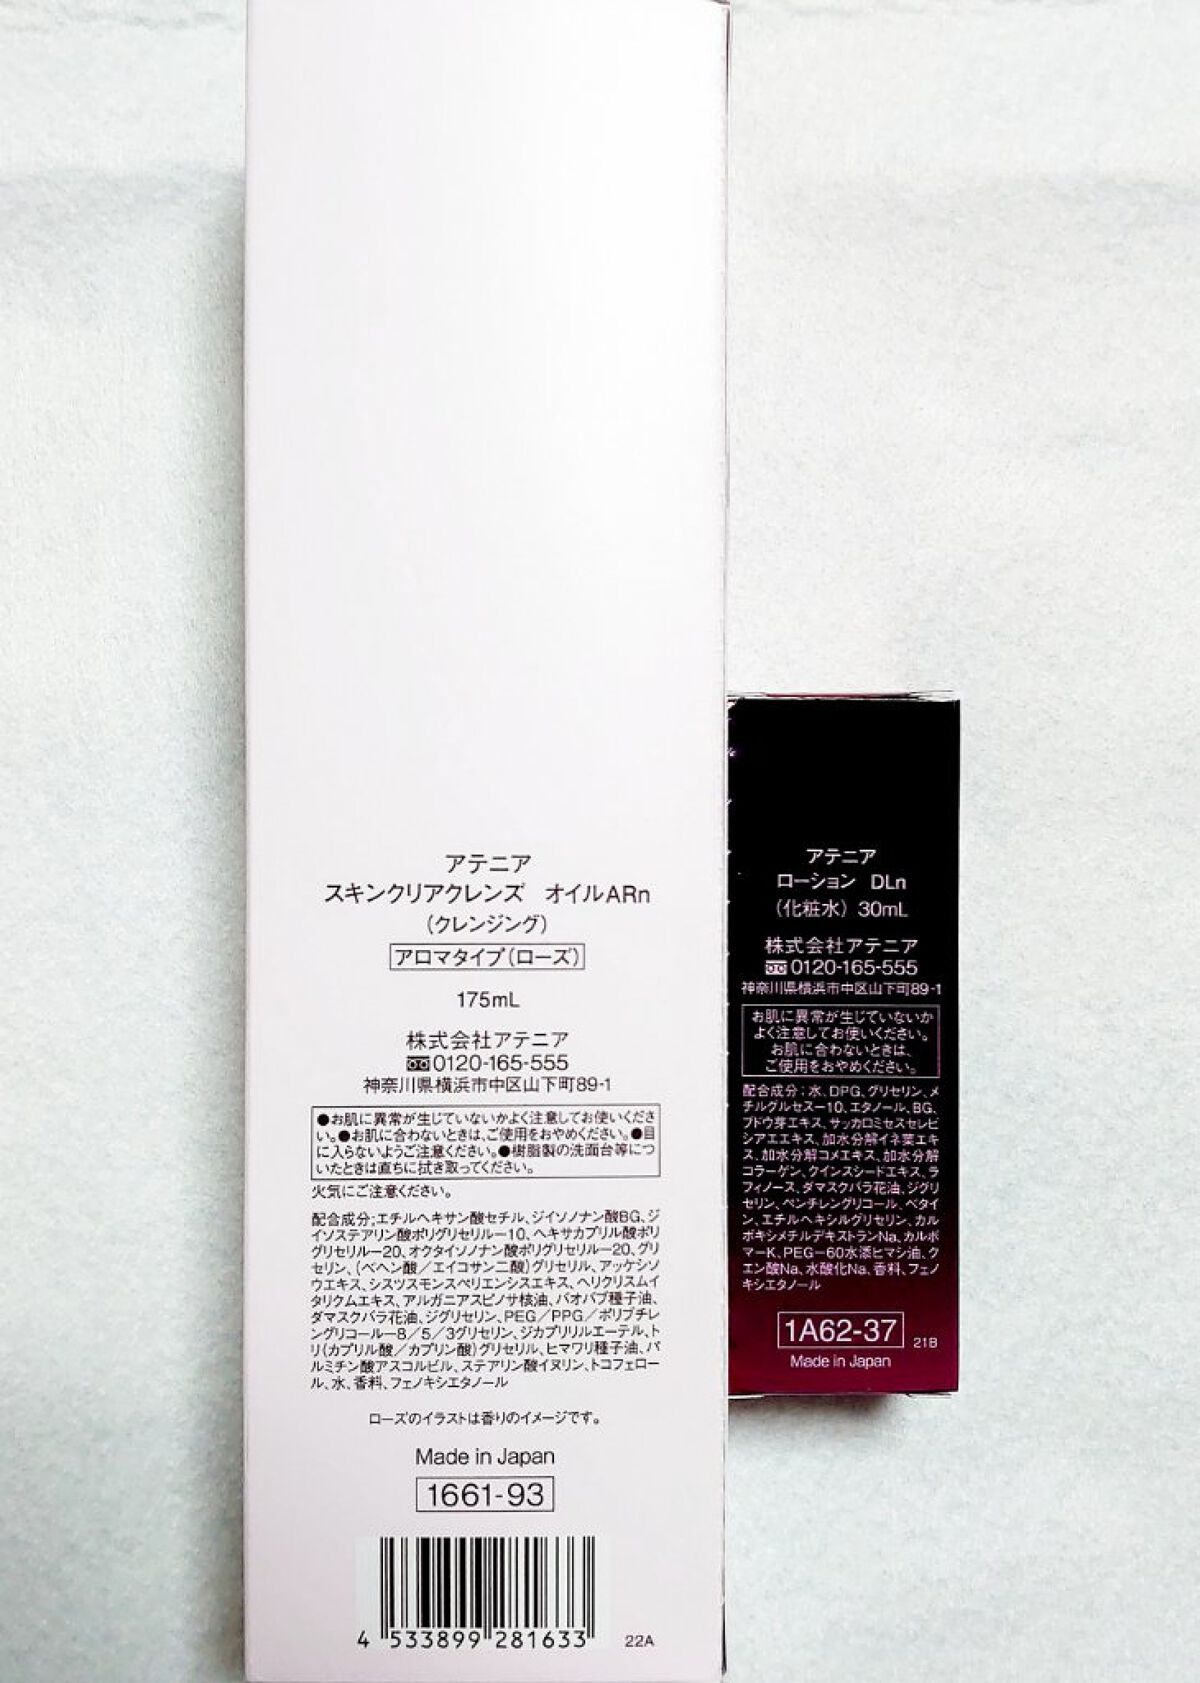 アテニア
スキンクリアクレンズ オイルARn
(クレンジング)
アロマタイプ(ローズ)
175mL
株式会社アテニア
0120-165-555
神奈川県横浜市中区山下町89-1
●お肌に異常が生じていないかよく注意してお使いくださ
い。●お肌に合わないときは、ご使用をおやめください。●目
に入らないようご注意ください。●樹脂製の洗面台等につ
いたときは直ちに拭き取ってください。
火気にご注意ください。
配合成分;エチルヘキサン酸セチル、ジイソノナン酸BG、ジ
イソステアリン酸ポリグリセリルー10、ヘキサカプリル酸ポリ
グリセリルー20、オクタイソノナン酸ポリグリセリルー20、グリ
セリン、(ベヘン酸/エイコサン二酸)グリセリル、アッケシソ
ウエキス、シスツスモンスペリエンシスエキス、ヘリクリスムイ
タリクムエキス、アルガニアスピノサ核油、バオバブ種子油、
ダマスクバラ花油、ジグリセリン、PEG/PPG/ポリブチレ
ングリコールー8/5/3グリセリン、ジカプリリルエーテル、ト
リ(カプリル酸/カプリン酸)グリセリル、ヒマワリ種子油、パ
ルミチン酸アスコルビル、ステアリン酸イヌリン、トコフェロー
ル、水、香料、フェノキシエタノール
ローズのイラストは香りのイメージです。
Made in Japan
1661-93
4 533899 281633
22A
アテニア
ローション DLn
(化粧水) 30mL
株式会社アテニア
0120-165-555
神奈川県横浜市中区山下町89-1
お肌に異常が生じていないか
よく注意してお使いください。
お肌に合わないときは、
ご使用をおやめください。
配合成分;水、DPG、グリセリン、メ
チルグルセスー10、エタノール、BG、
ブドウ芽エキス、サッカロミセスセレビ
シアエエキス、加水分解イネ葉エキ
ス、加水分解コメエキス、加水分解
コラーゲン、クインスシードエキス、ラ
フィノース、ダマスクバラ花油、ジグリ
セリン、ペンチレングリコール、ベタイ
ン、エチルヘキシルグリセリン、カル
ボキシメチルデキストランNa、カルボ
マーK、PEGー60水添ヒマシ油、ク
エン酸Na、水酸化Na、香料、フェノ
キシエタノール
1A62-37
21B
Made in Japan